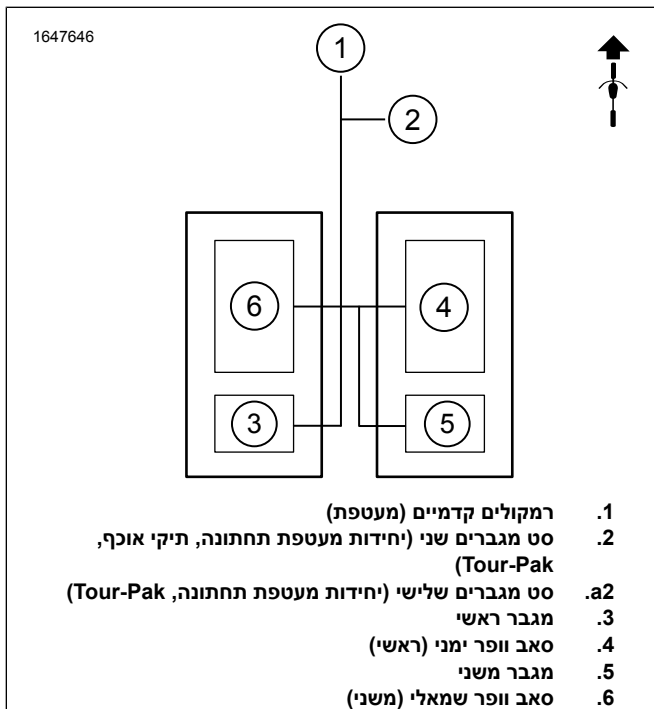 1647646
1
2
6
4
3
5
1. רמקולים קדמיים (מעטפת)
2. סט מגברים שני (יחידות מעטפת תחתונה, תיקי אוכף,
Tour-Pak)
a2. סט מגברים שלישי (יחידות מעטפת תחתונה, Tour-Pak)
3. מגבר ראשי
4. סאב וופר ימני (ראשי)
5. מגבר משני
6. סאב וופר שמאלי (משני)